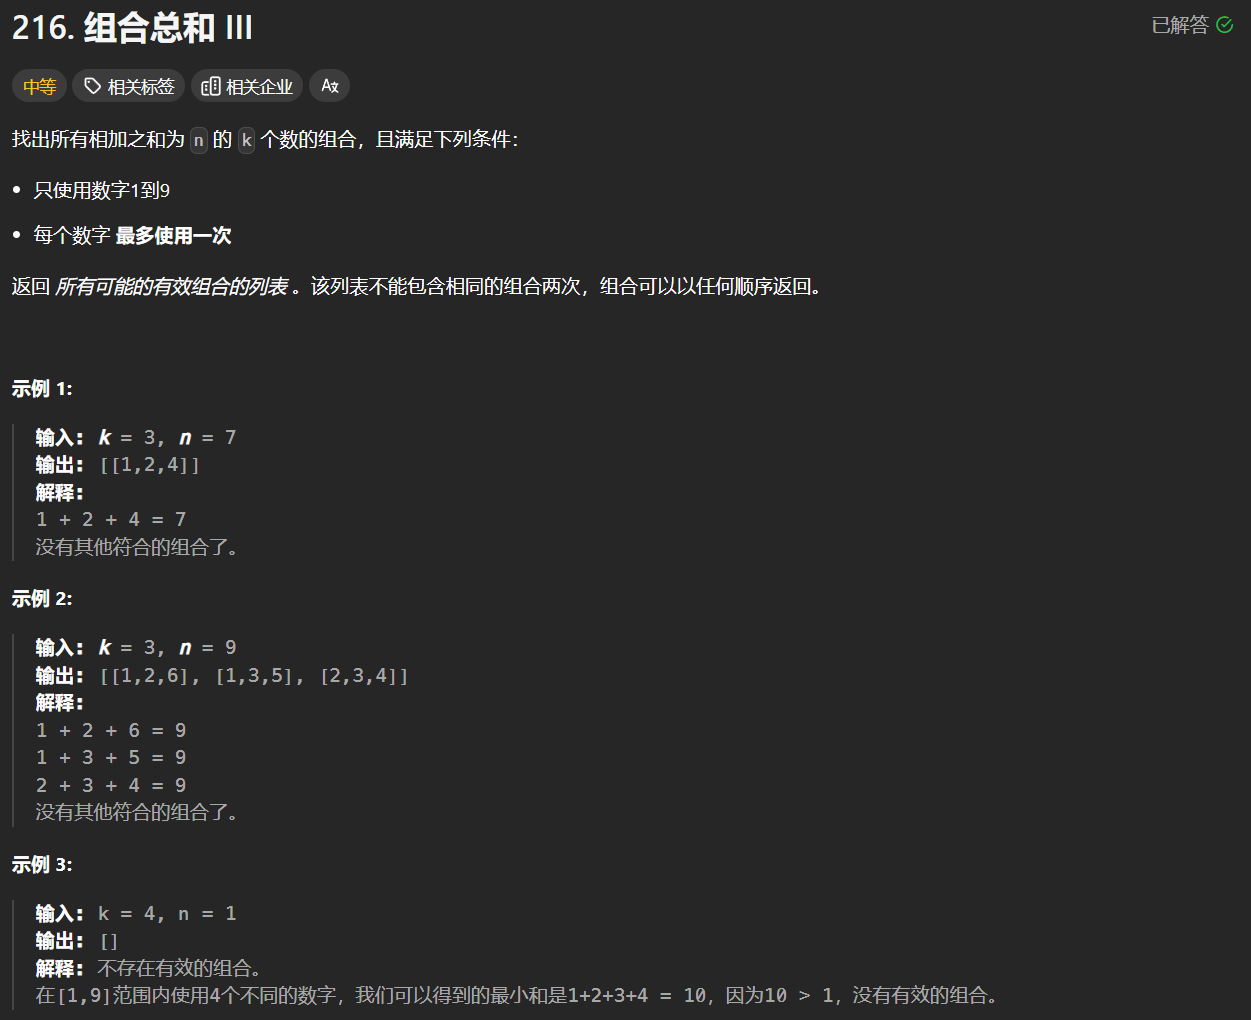 216. 组合总和 III
已解答
中等
相关标签
相关企业
找出所有相加之和为 n 的 k 个数的组合，且满足下列条件：
• 只使用数字1到9
• 每个数字 最多使用一次
返回 所有可能的有效组合的列表 。该列表不能包含相同的组合两次，组合可以以任何顺序返回。
示例 1:
输入: k = 3, n = 7
输出: [[1,2,4]]
解释:
1 + 2 + 4 = 7
没有其他符合的组合了。
示例 2:
输入: k = 3, n = 9
输出: [[1,2,6], [1,3,5], [2,3,4]]
解释:
1 + 2 + 6 = 9
1 + 3 + 5 = 9
2 + 3 + 4 = 9
没有其他符合的组合了。
示例 3:
输入: k = 4, n = 1
输出: []
解释: 不存在有效的组合。
在[1,9]范围内使用4个不同的数字，我们可以得到的最小和是1+2+3+4 = 10，因为10 > 1，没有有效的组合。